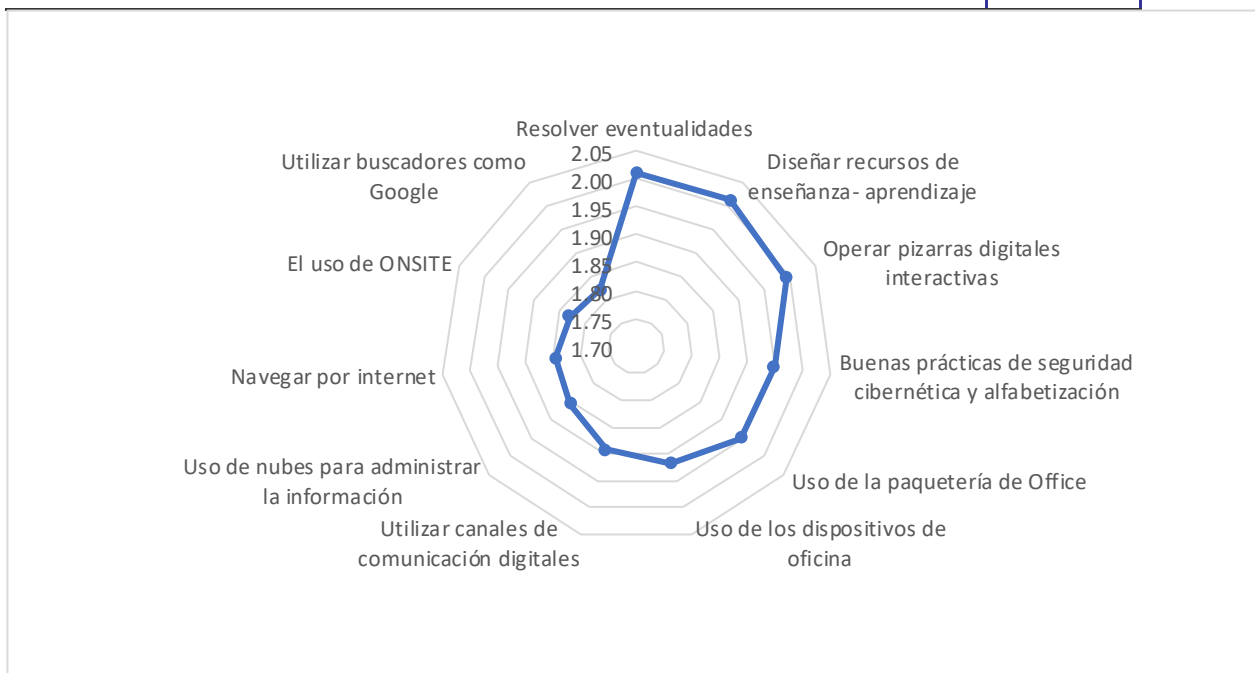 Resolver eventualidades
Diseñar recursos de
enseñanza- aprendizaje
Operar pizarras digitales
interactivas
Buenas prácticas de seguridad
cibernética y alfabetización
Uso de la paquetería de Office
Uso de los dispositivos de
oficina
Utilizar canales de
comunicación digitales
Uso de nubes para administrar
la información
Navegar por internet
El uso de ONSITE
Utilizar buscadores como
Google
2.05
2.00
1.95
1.90
1.85
1.80
1.75
1.70